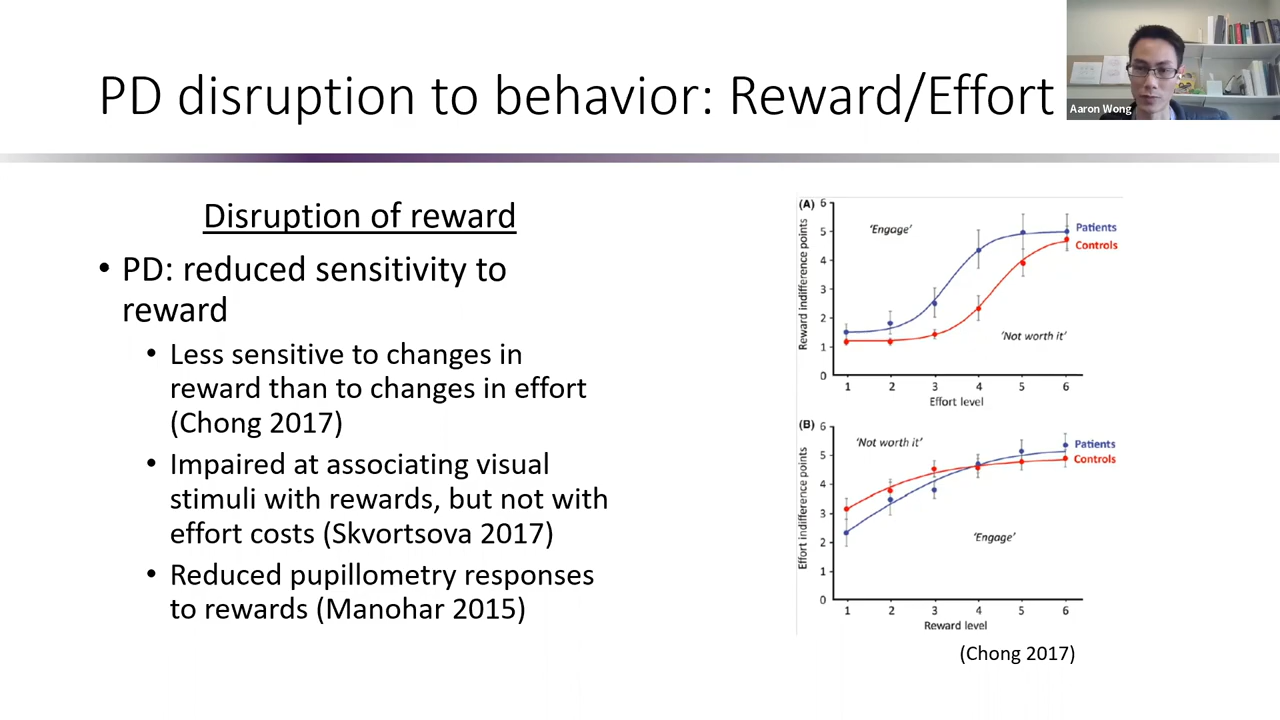 PD disruption to behavior: Reward/Effort
Aaron Wong
Disruption of reward
• PD: reduced sensitivity to
reward
• Less sensitive to changes in
reward than to changes in effort
(Chong 2017)
• Impaired at associating visual
stimuli with rewards, but not with
effort costs (Skvortsova 2017)
• Reduced pupillometry responses
to rewards (Manohar 2015)
(A)
Reward indifference points
6
5
4
3
2
1
0
'Engage'
Patients
Controls
'Not worth it'
1 2 3 4 5 6
Effort level
(B)
Effort indifference points
6
5
4
3
2
1
0
'Not worth it'
Patients
Controls
'Engage'
1 2 3 4 5 6
Reward level
(Chong 2017)